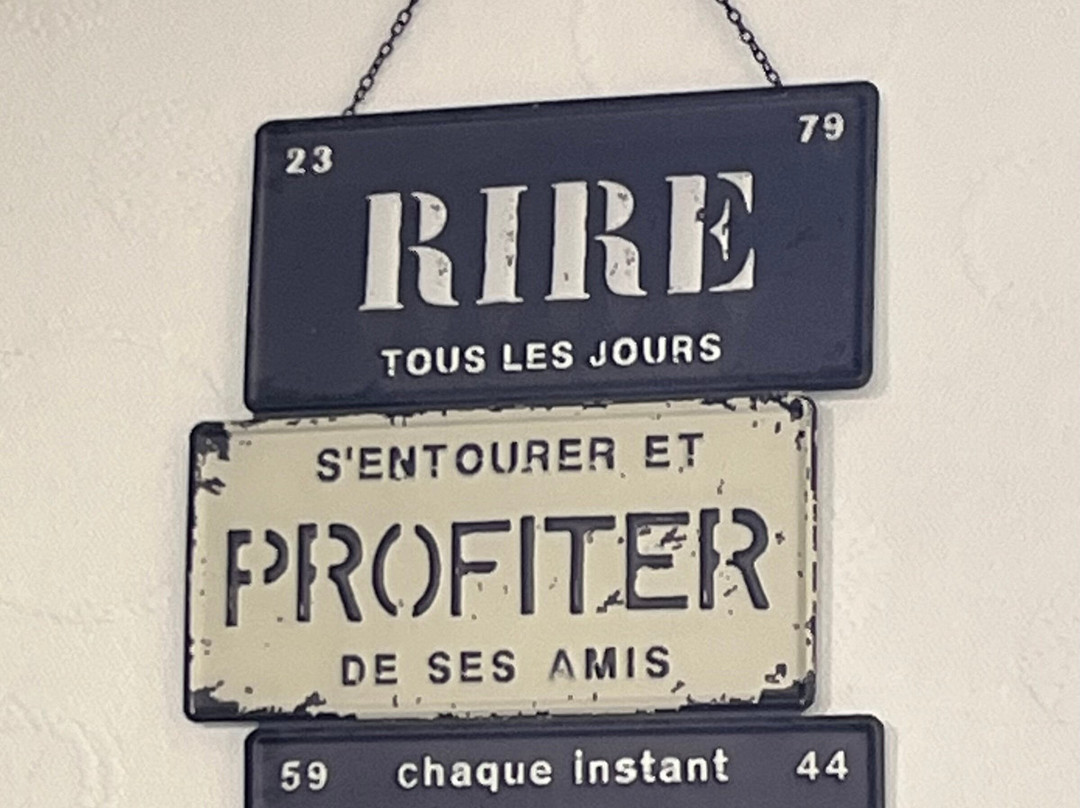 23 79
RIRE
TOUS LES JOURS
S'ENTOURER ET
PROFITER
DE SES AMIS
59 chaque instant 44